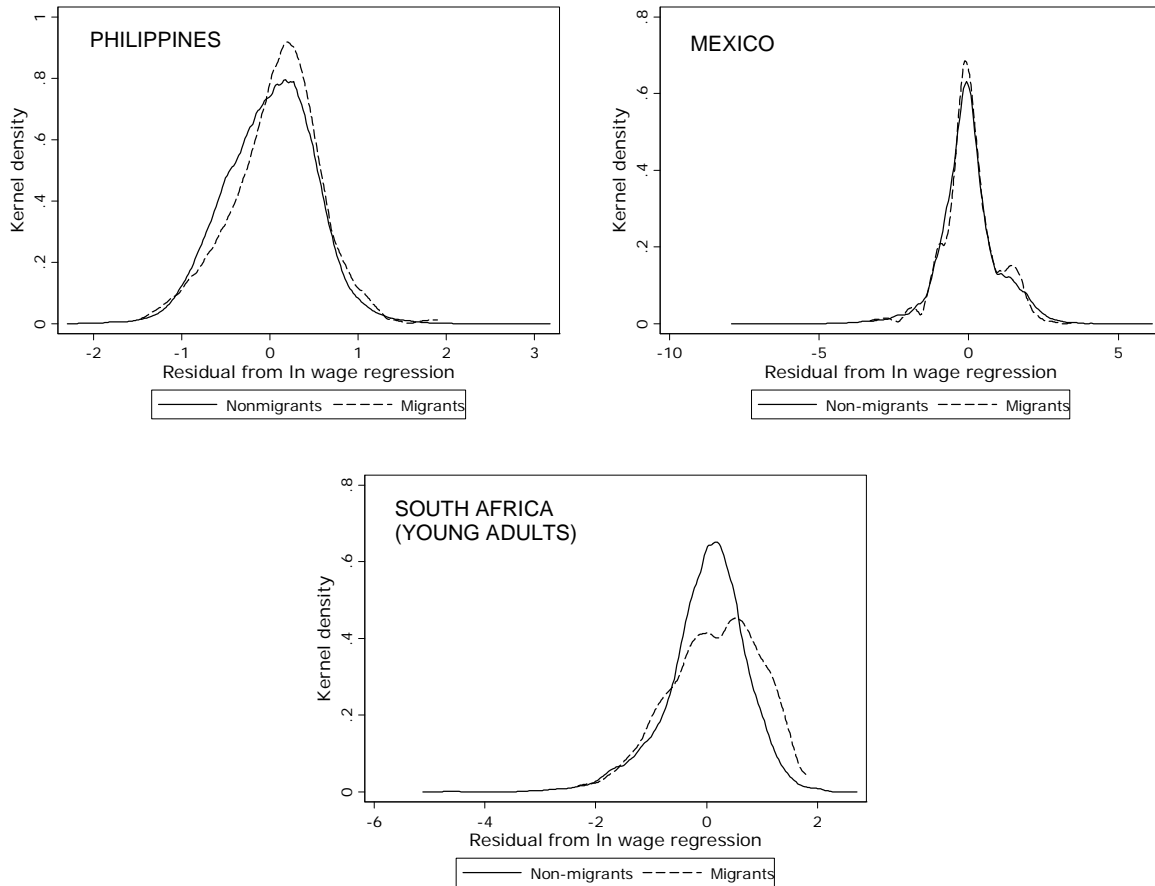 PHILIPPINES
Kernel density
0 .2 .4 .6 .8 1
-2 -1 0 1 2 3
Residual from ln wage regression
Nonmigrants Migrants
MEXICO
Kernel density
0 .2 .4 .6 .8
-10 -5 0 5
Residual from ln wage regression
Non-migrants Migrants
SOUTH AFRICA
(YOUNG ADULTS)
Kernel density
0 .2 .4 .6 .8
-6 -4 -2 0 2
Residual from ln wage regression
Non-migrants Migrants